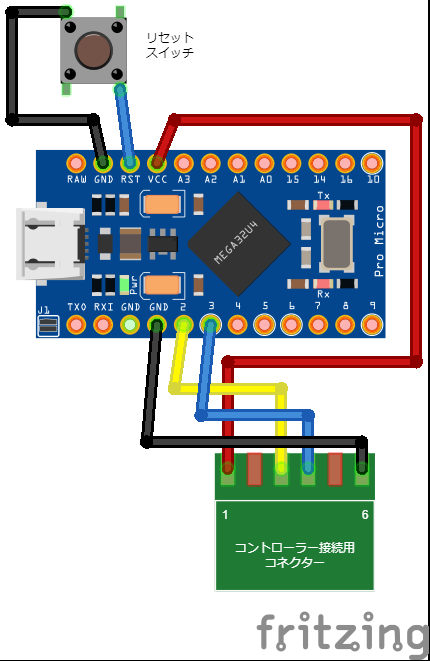 リセット
スイッチ
RAW GND RST VCC A3 A2 A1 A0 15 14 16 10
MEGA32U4
Tx
Pro Micro
Pwr
Rx
J1
TX0 RXI GND GND 2 3 4 5 6 7 8 9
1 6
コントローラー接続用
コネクター
fritzing